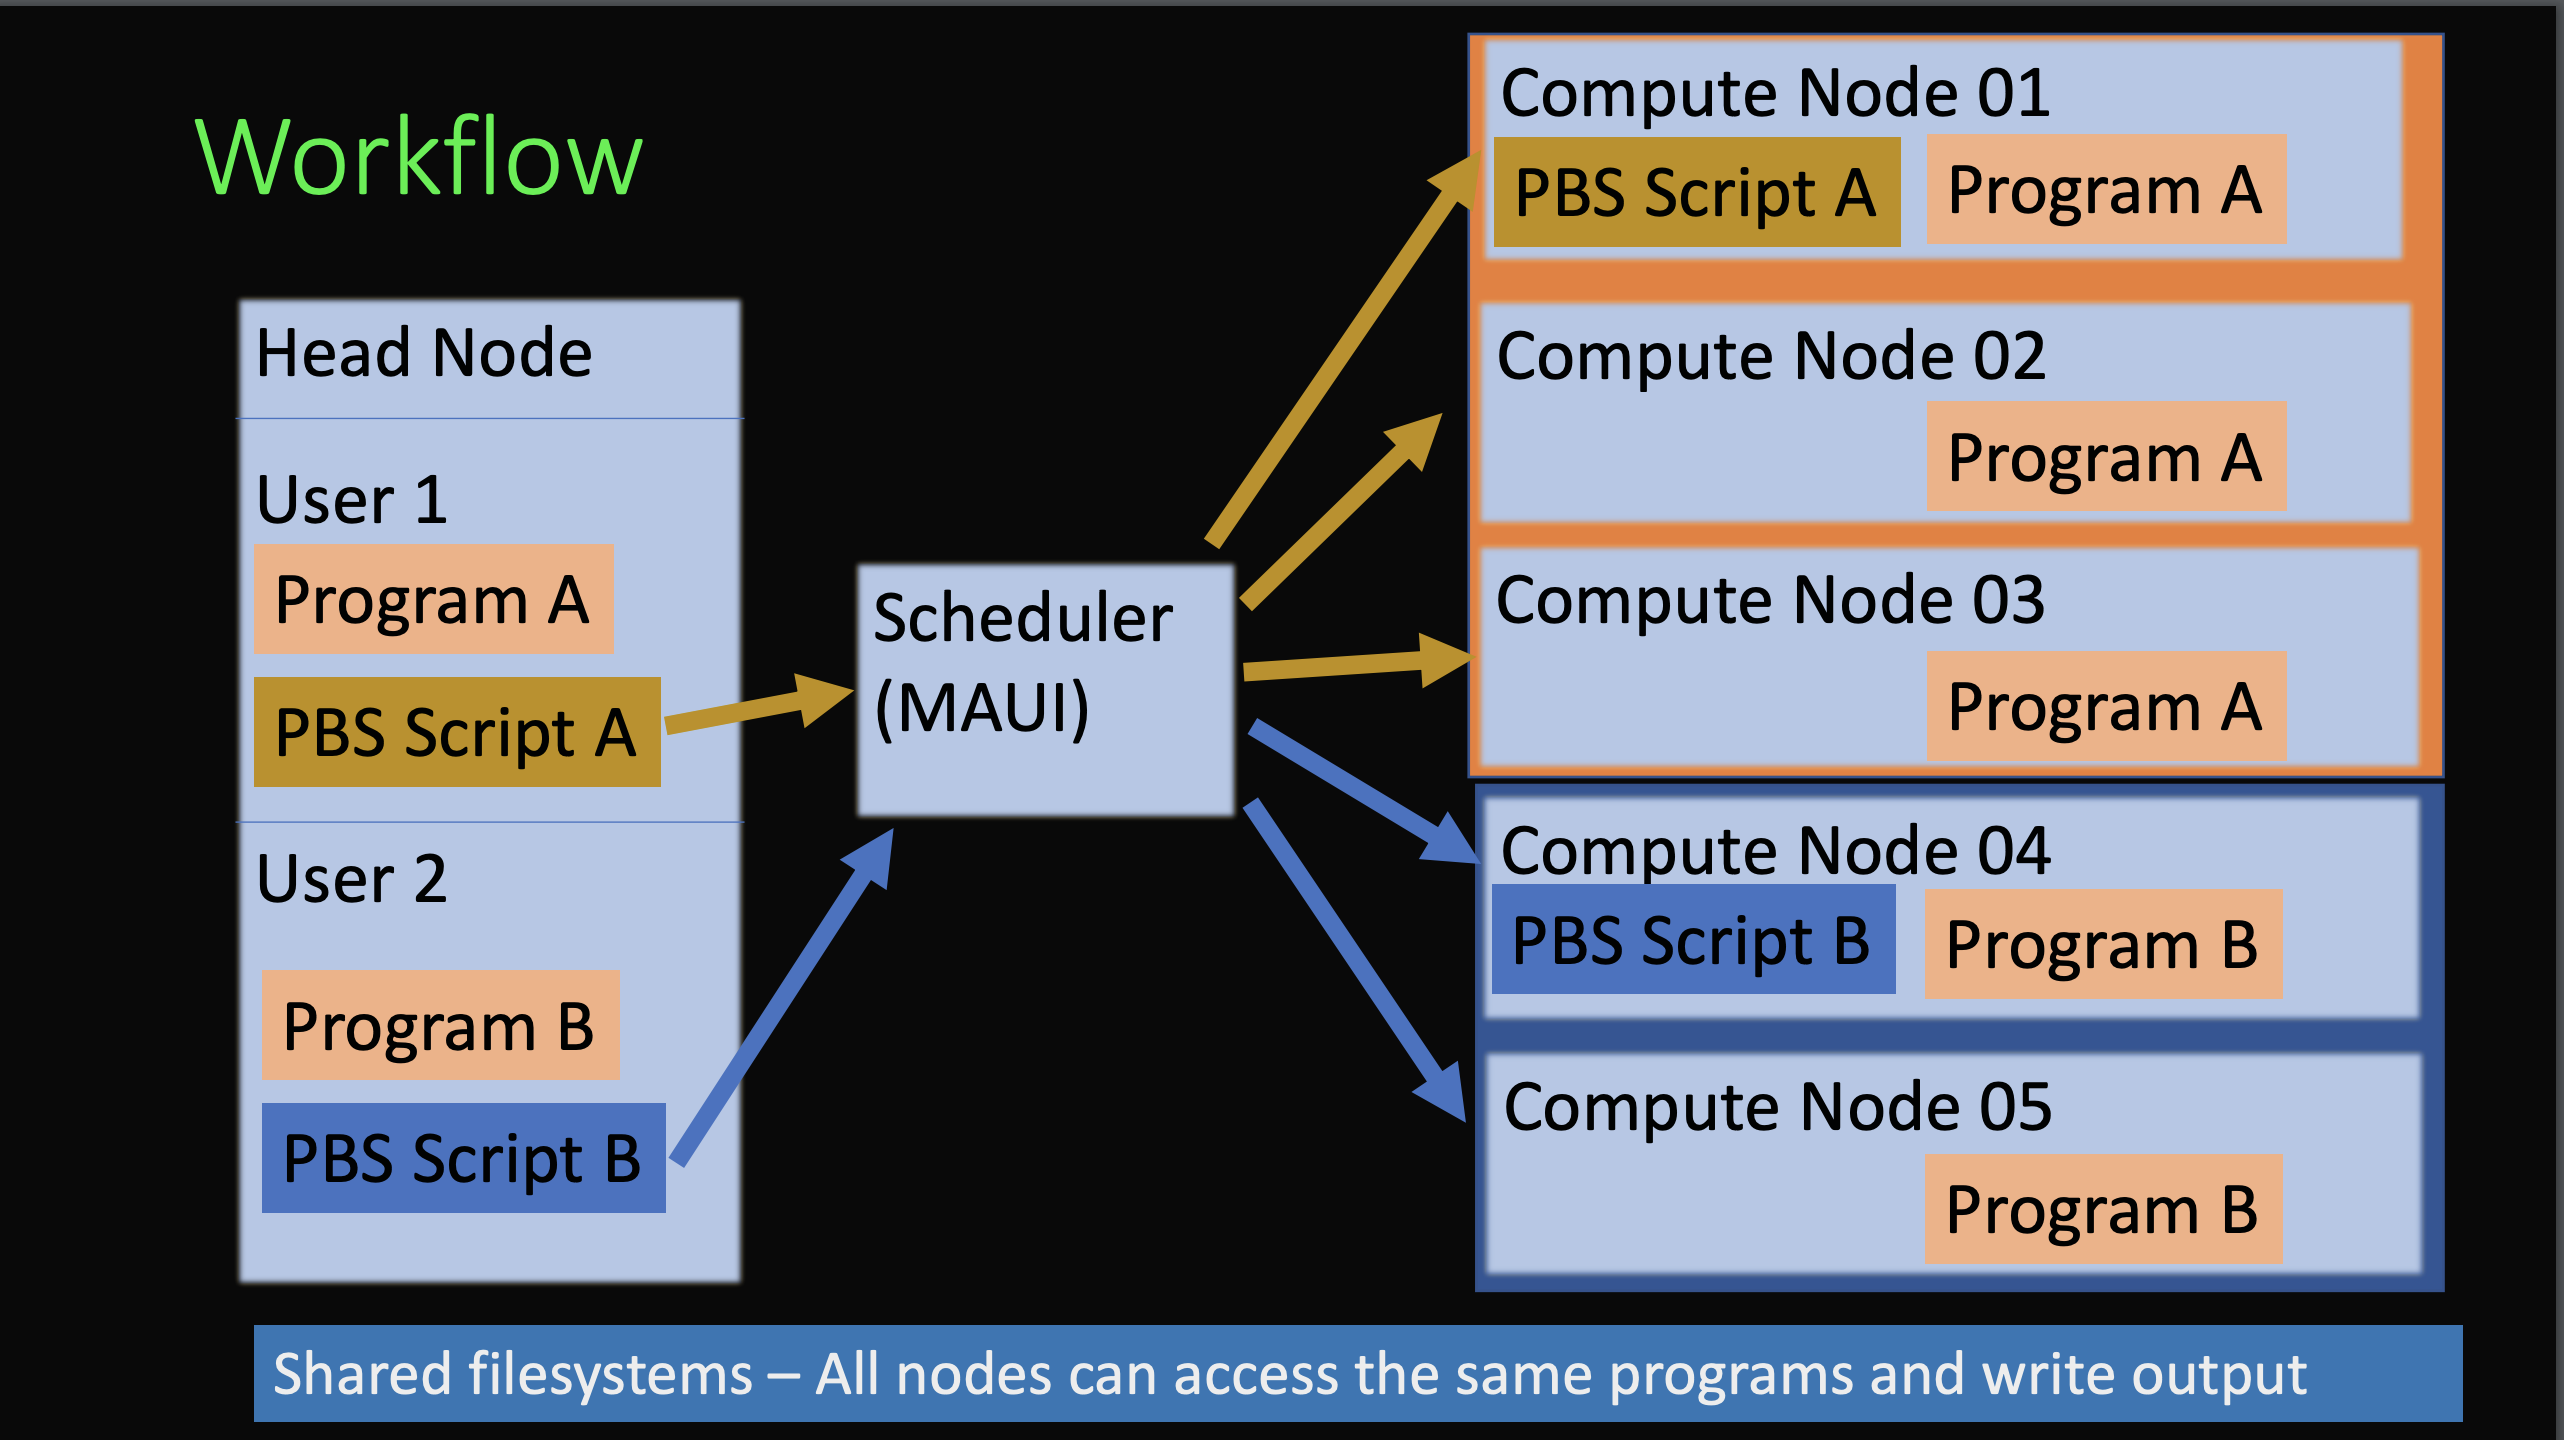 Workflow
Head Node
User 1
Program A
PBS Script A
User 2
Program B
PBS Script B
Scheduler
(MAUI)
Compute Node 01
PBS Script A
Program A
Compute Node 02
Program A
Compute Node 03
Program A
Compute Node 04
PBS Script B
Program B
Compute Node 05
Program B
Shared filesystems – All nodes can access the same programs and write output